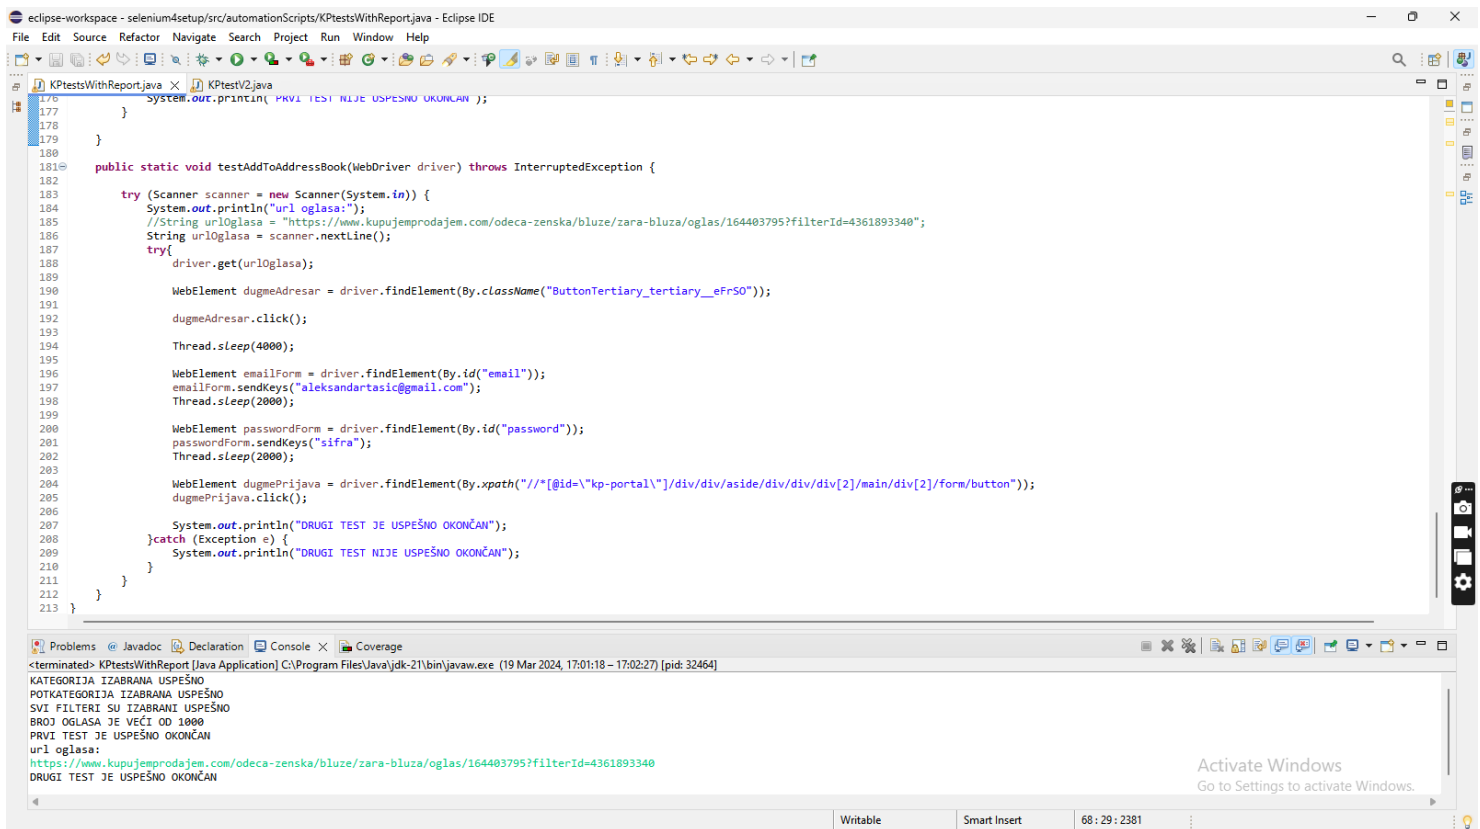 eclipse-workspace - selenium4setup/src/automationScripts/KPtestsWithReport.java - Eclipse IDE
File Edit Source Refactor Navigate Search Project Run Window Help
KPtestsWithReport.java KPtestV2.java
176 System.out.println("PRVI TEST NIJE USPEŠNO OKONČAN");
177 }
178
179 }
180
181 public static void testAddToAddressBook(WebDriver driver) throws InterruptedException {
182
183 try (Scanner scanner = new Scanner(System.in)) {
184 System.out.println("url oglasa:");
185 //String urlOglasa = "https://www.kupujemprodajem.com/odeca-zenska/bluze/zara-bluza/oglas/164403795?filterId=4361893340";
186 String urlOglasa = scanner.nextLine();
187 try{
188 driver.get(urlOglasa);
189
190 WebElement dugmeAdresar = driver.findElement(By.className("ButtonTertiary_tertiary__eFrSO"));
191
192 dugmeAdresar.click();
193
194 Thread.sleep(4000);
195
196 WebElement emailForm = driver.findElement(By.id("email"));
197 emailForm.sendKeys("aleksandartasic@gmail.com");
198 Thread.sleep(2000);
199
200 WebElement passwordForm = driver.findElement(By.id("password"));
201 passwordForm.sendKeys("sifra");
202 Thread.sleep(2000);
203
204 WebElement dugmePrijava = driver.findElement(By.xpath("//*[@id=\"kp-portal\"]/div/div/aside/div/div/div[2]/main/div[2]/form/button"));
205 dugmePrijava.click();
206
207 System.out.println("DRUGI TEST JE USPEŠNO OKONČAN");
208 }catch (Exception e) {
209 System.out.println("DRUGI TEST NIJE USPEŠNO OKONČAN");
210 }
211 }
212 }
213 }
Problems Javadoc Declaration Console Coverage
<terminated> KPtestsWithReport [Java Application] C:\Program Files\Java\jdk-21\bin\javaw.exe (19 Mar 2024, 17:01:18 – 17:02:27) [pid: 32464]
KATEGORIJA IZABRANA USPEŠNO
POTKATEGORIJA IZABRANA USPEŠNO
SVI FILTERI SU IZABRANI USPEŠNO
BROJ OGLASA JE VEĆI OD 1000
PRVI TEST JE USPEŠNO OKONČAN
url oglasa:
https://www.kupujemprodajem.com/odeca-zenska/bluze/zara-bluza/oglas/164403795?filterId=4361893340
DRUGI TEST JE USPEŠNO OKONČAN
Activate Windows
Go to Settings to activate Windows.
Writable Smart Insert 68 : 29 : 2381